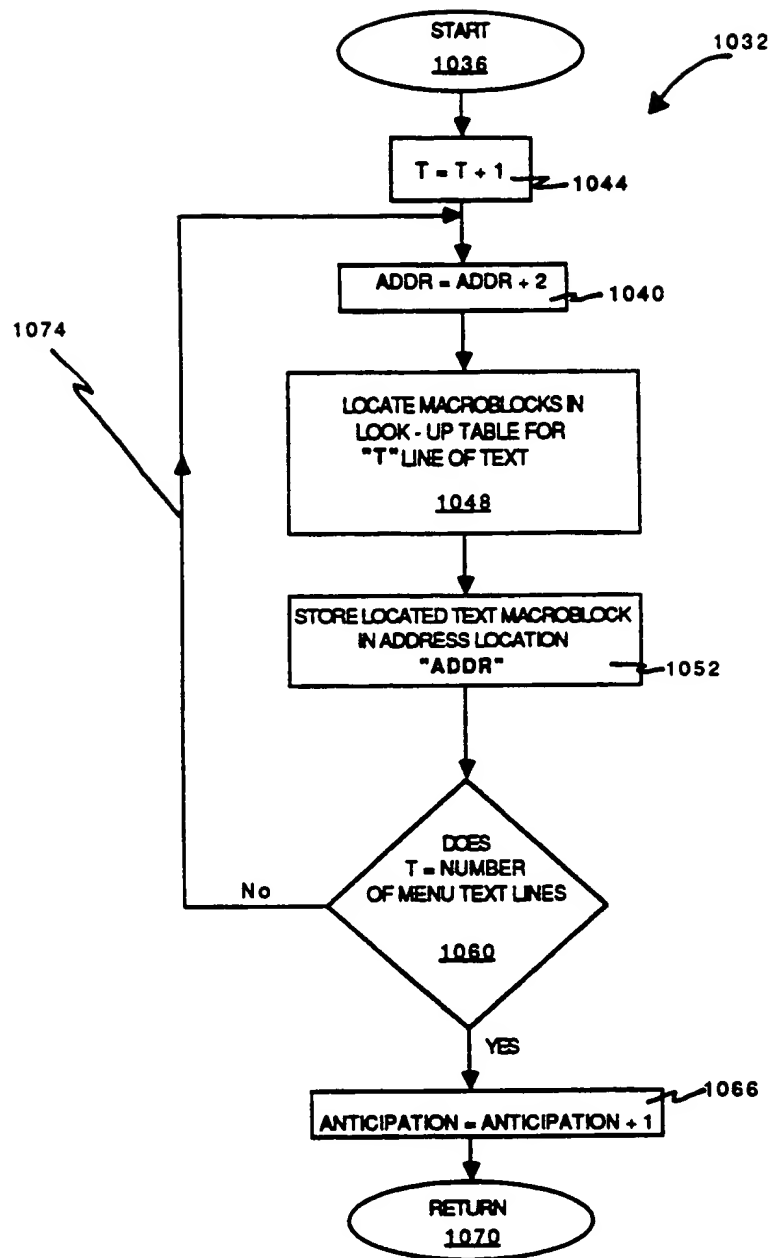 START
1036
1032
T = T + 1
1044
ADDR = ADDR + 2
1040
1074
LOCATE MACROBLOCKS IN
LOOK - UP TABLE FOR
"T" LINE OF TEXT
1048
STORE LOCATED TEXT MACROBLOCK
IN ADDRESS LOCATION
"ADDR"
1052
DOES
T = NUMBER
OF MENU TEXT LINES
1060
No
YES
1066
ANTICIPATION = ANTICIPATION + 1
RETURN
1070